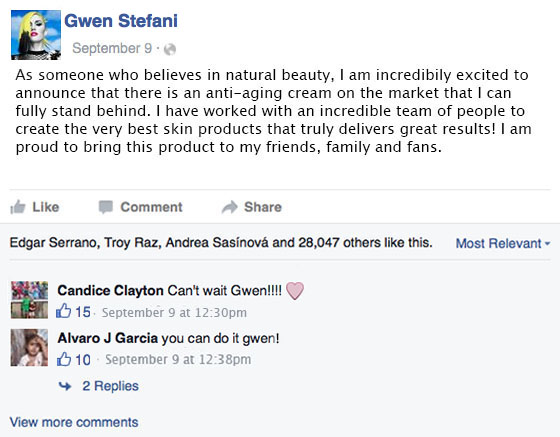 Gwen Stefani
September 9 ·
As someone who believes in natural beauty, I am incredibily excited to
announce that there is an anti-aging cream on the market that I can
fully stand behind. I have worked with an incredible team of people to
create the very best skin products that truly delivers great results! I am
proud to bring this product to my friends, family and fans.
Like Comment Share
Edgar Serrano, Troy Raz, Andrea Sasínová and 28,047 others like this. Most Relevant
Candice Clayton Can't wait Gwen!!!!
15 · September 9 at 12:30pm
Alvaro J Garcia you can do it gwen!
10 · September 9 at 12:38pm
2 Replies
View more comments